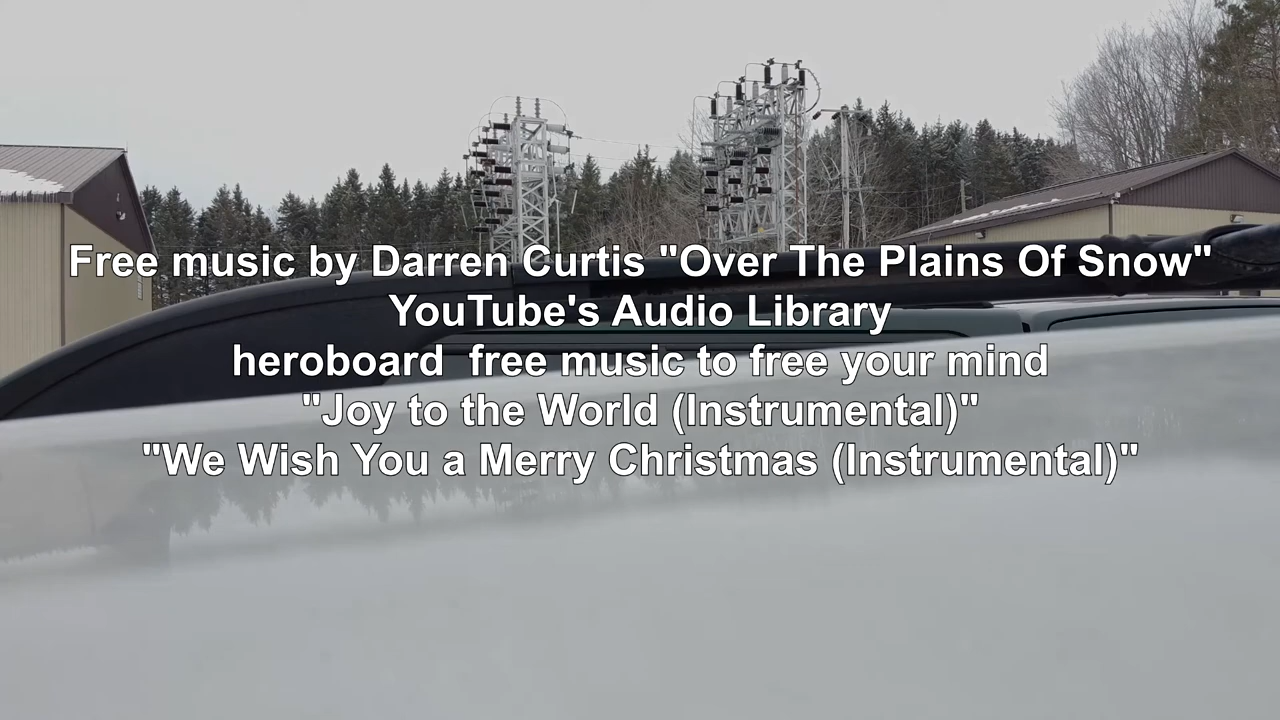 Free music by Darren Curtis "Over The Plains Of Snow"
YouTube's Audio Library
heroboard  free music to free your mind
"Joy to the World (Instrumental)"
"We Wish You a Merry Christmas (Instrumental)"